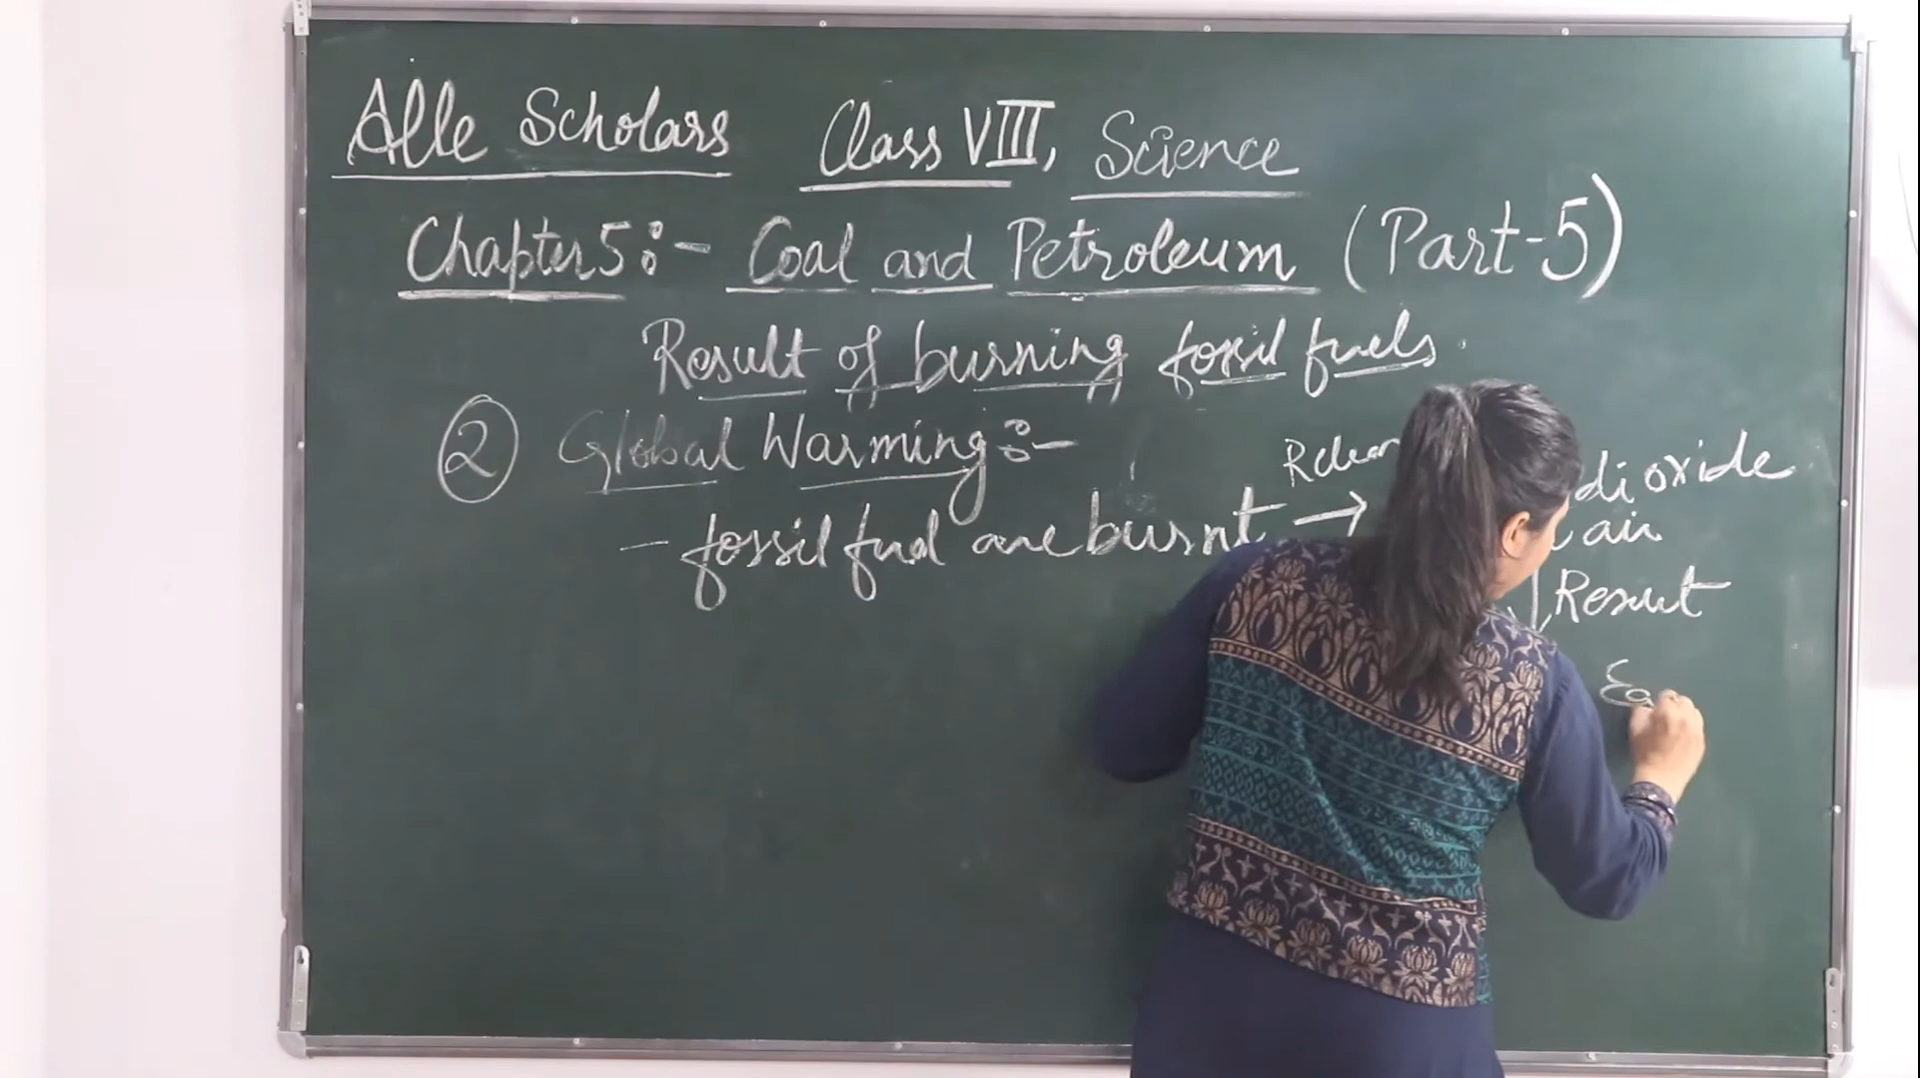 Alle Scholars Class VIII, Science
Chapter 5:- Coal and Petroleum (Part-5)
Result of burning fossil fuels.
② Global Warming:-
- fossil fuel are burnt → dioxide
air
↓ Result